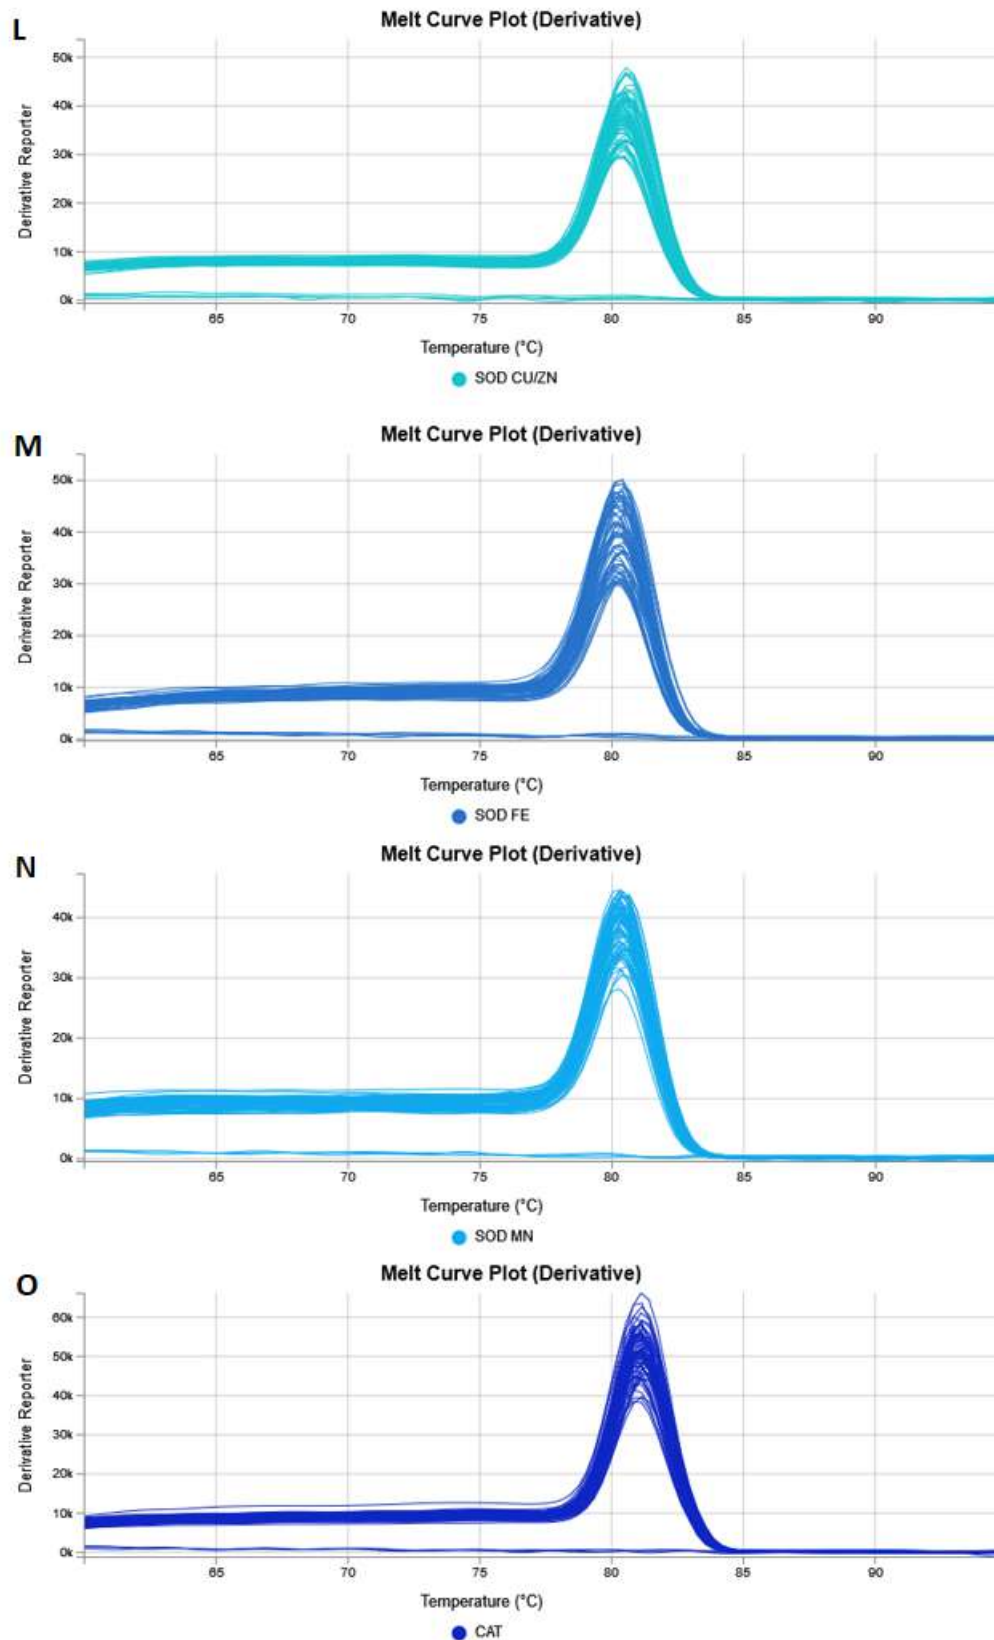 L
Melt Curve Plot (Derivative)
Derivative Reporter
50k
40k
30k
20k
10k
0k
65 70 75 80 85 90
Temperature (°C)
SOD CU/ZN
M
Melt Curve Plot (Derivative)
Derivative Reporter
50k
40k
30k
20k
10k
0k
65 70 75 80 85 90
Temperature (°C)
SOD FE
N
Melt Curve Plot (Derivative)
Derivative Reporter
40k
30k
20k
10k
0k
65 70 75 80 85 90
Temperature (°C)
SOD MN
O
Melt Curve Plot (Derivative)
Derivative Reporter
60k
50k
40k
30k
20k
10k
0k
65 70 75 80 85 90
Temperature (°C)
CAT